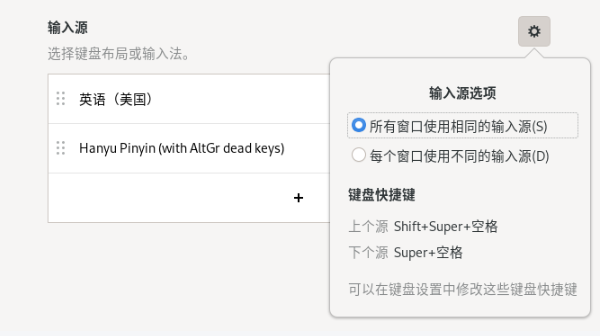 输入源
选择键盘布局或输入法。
英语（美国）
Hanyu Pinyin (with AltGr dead keys)
+
输入源选项
所有窗口使用相同的输入源(S)
每个窗口使用不同的输入源(D)
键盘快捷键
上个源 Shift+Super+空格
下个源 Super+空格
可以在键盘设置中修改这些键盘快捷键